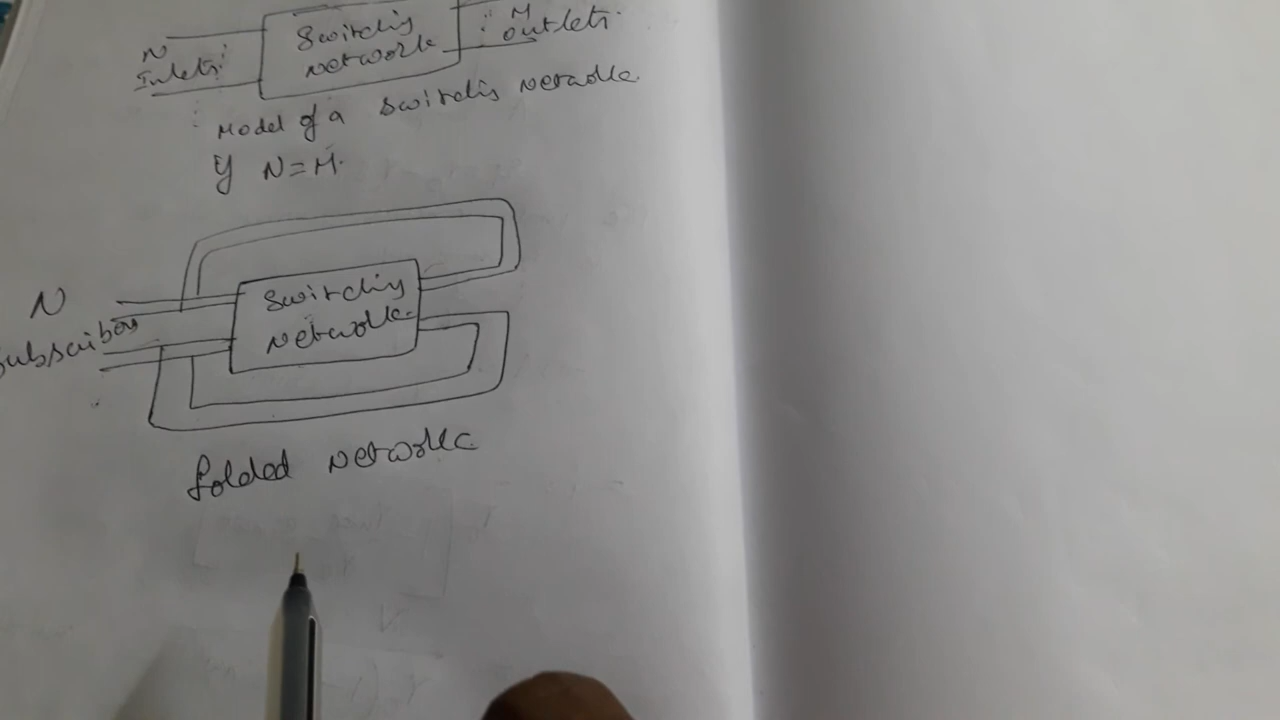 N
Inlets
Switching
network
M
outlets
Model of a Switching Network
If N=M.
N
Subscribers
Switching
Network
folded Network